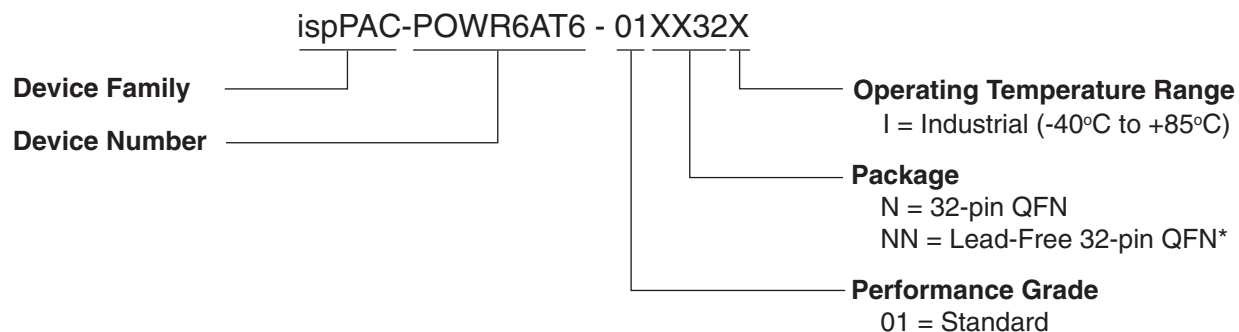 ispPAC-POWR6AT6 - 01XX32X
Device Family
Device Number
Operating Temperature Range
I = Industrial (-40°C to +85°C)
Package
N = 32-pin QFN
NN = Lead-Free 32-pin QFN*
Performance Grade
01 = Standard